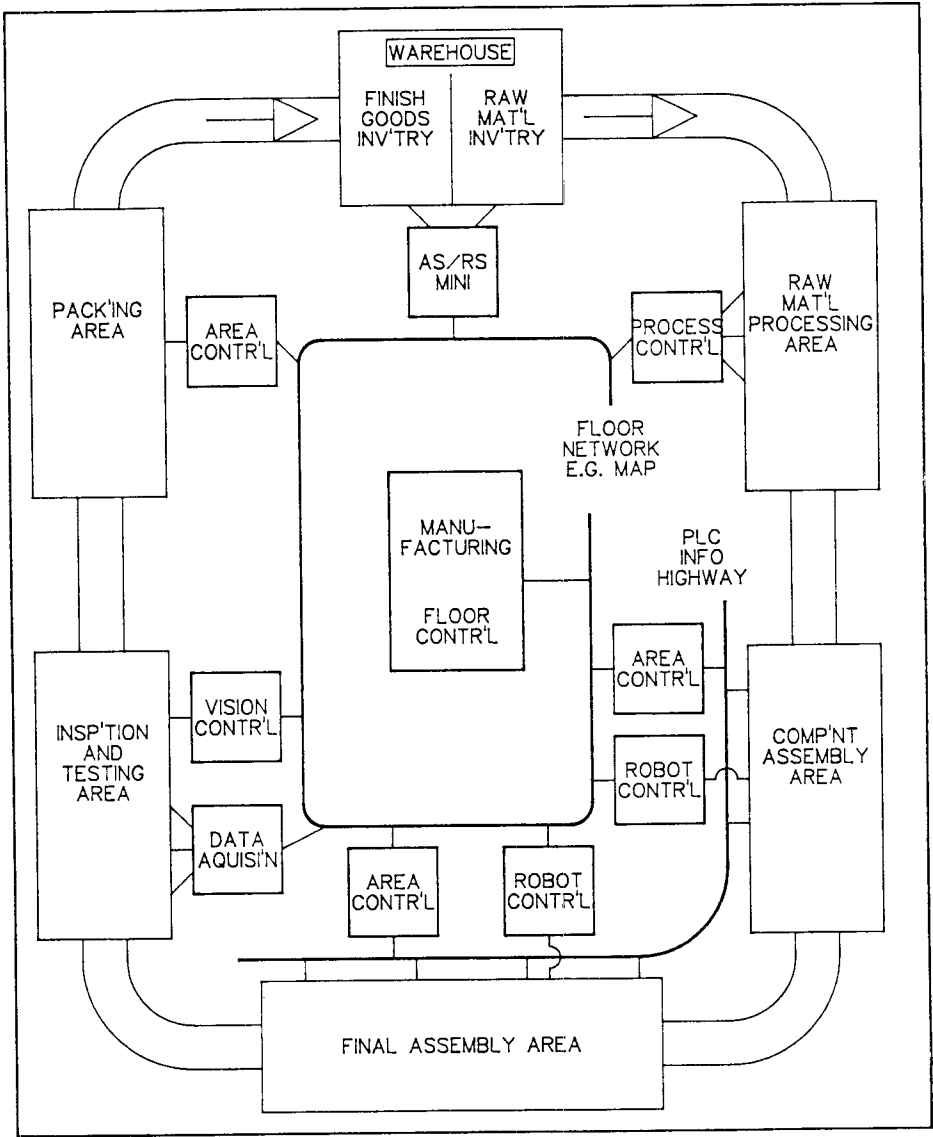 WAREHOUSE
FINISH
GOODS
INV'TRY
RAW
MAT'L
INV'TRY
AS/RS
MINI
PACK'ING
AREA
AREA
CONTR'L
PROCESS
CONTR'L
RAW
MAT'L
PROCESSING
AREA
FLOOR
NETWORK
E.G. MAP
MANU-
FACTURING
FLOOR
CONTR'L
PLC
INFO
HIGHWAY
AREA
CONTR'L
INSP'TION
AND
TESTING
AREA
VISION
CONTR'L
COMP'NT
ASSEMBLY
AREA
ROBOT
CONTR'L
DATA
AQUISI'N
AREA
CONTR'L
ROBOT
CONTR'L
FINAL ASSEMBLY AREA